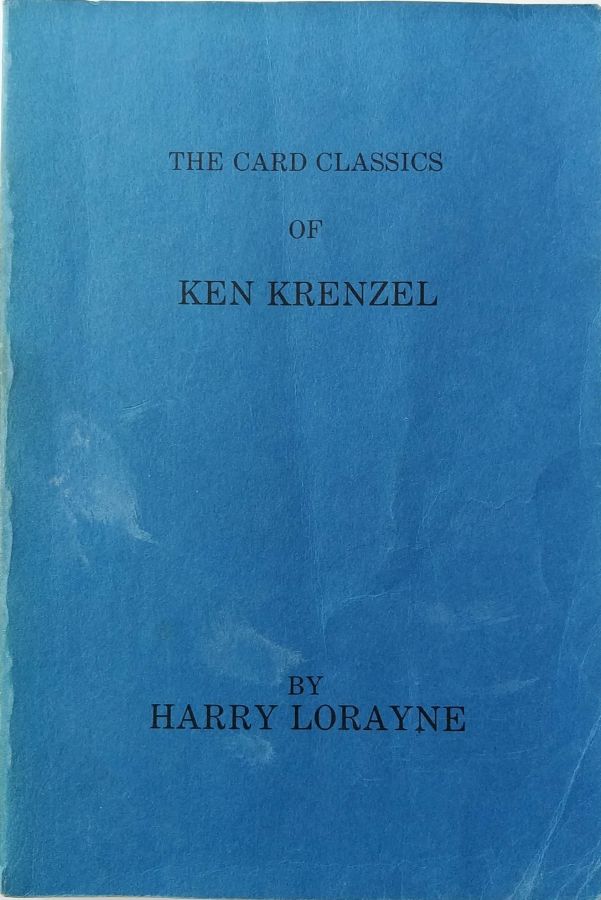 THE CARD CLASSICS
OF
KEN KRENZEL
BY
HARRY LORAYNE